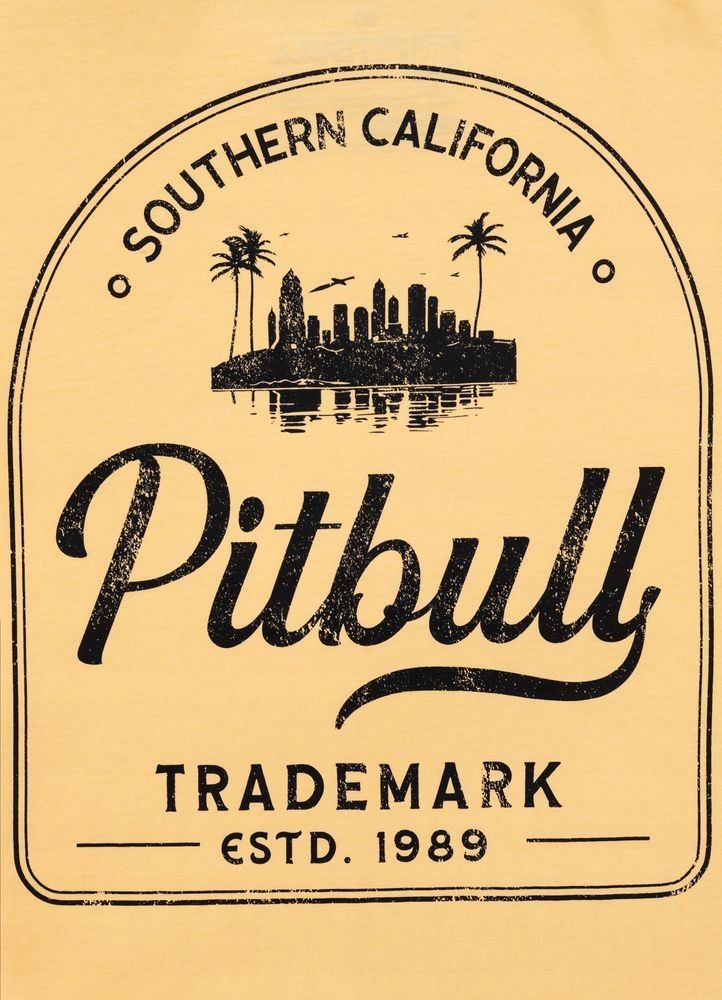 SOUTHERN CALIFORNIA
Pitbull
TRADEMARK
ESTD. 1989